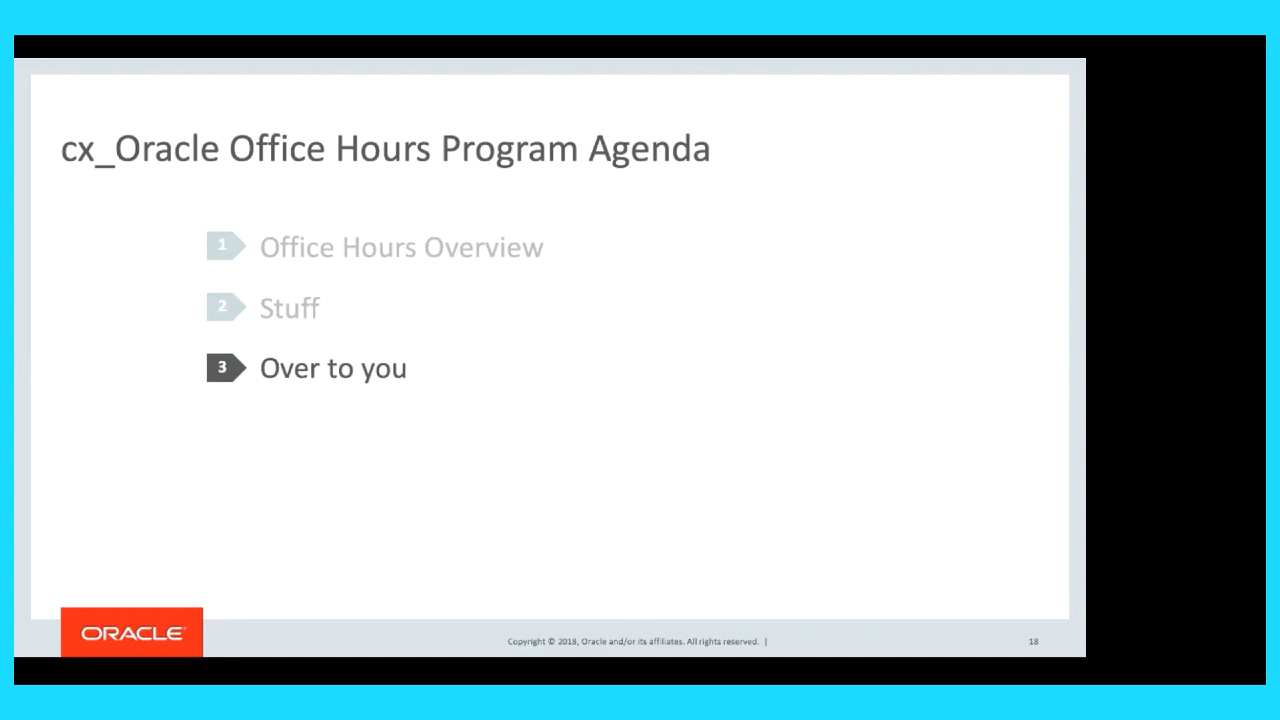 cx_Oracle Office Hours Program Agenda
1 Office Hours Overview
2 Stuff
3 Over to you
ORACLE®
Copyright © 2018, Oracle and/or its affiliates. All rights reserved. |
18